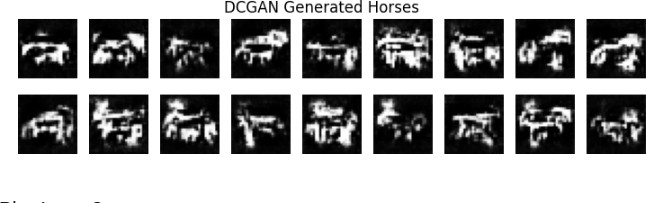 DCGAN Generated Horses